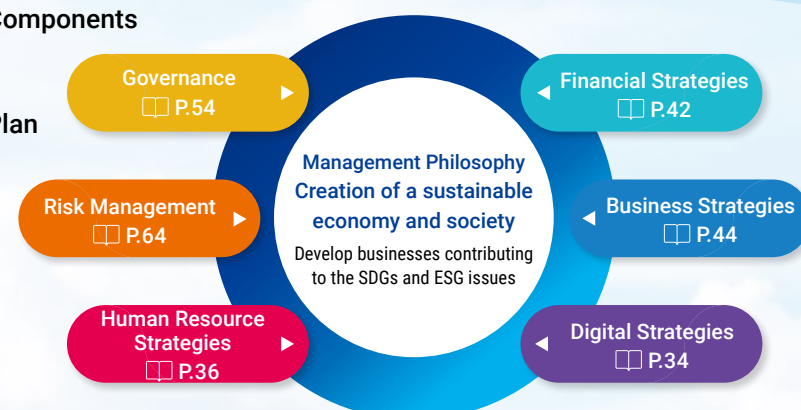 Components
Plan
Governance
P.54
Risk Management
P.64
Human Resource
Strategies
P.36
Management Philosophy
Creation of a sustainable
economy and society
Develop businesses contributing
to the SDGs and ESG issues
Financial Strategies
P.42
Business Strategies
P.44
Digital Strategies
P.34